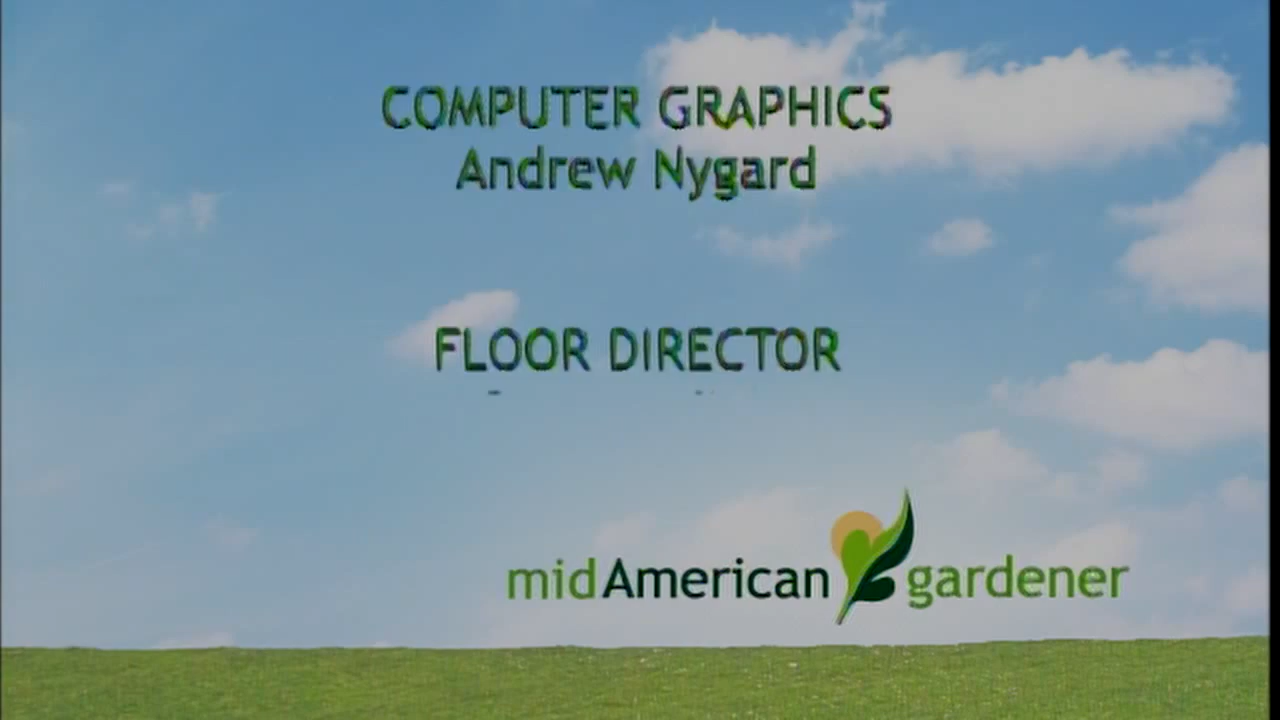 COMPUTER GRAPHICS
Andrew Nygard
FLOOR DIRECTOR
midAmerican gardener